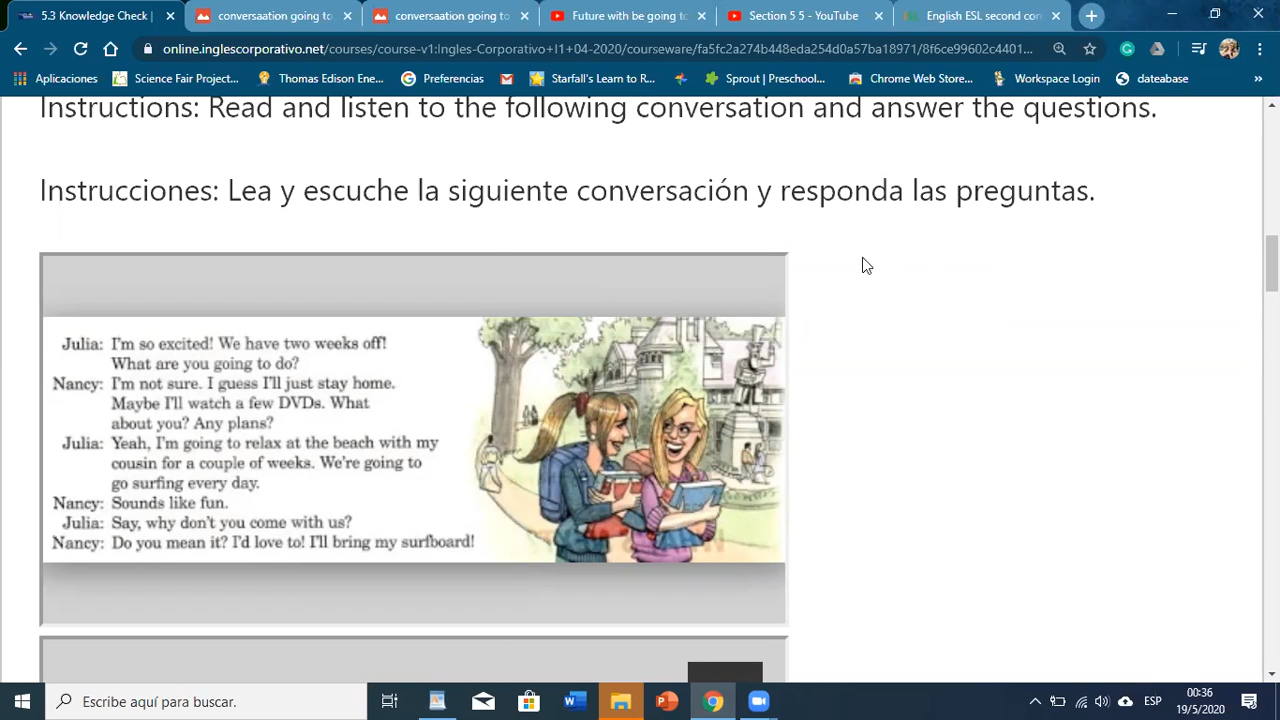 5.3 Knowledge Check |
conversaation going to
conversaation going to
Future with be going to
Section 5 5 - YouTube
English ESL second con
online.inglescorporativo.net/courses/course-v1:Ingles-Corporativo+I1+04-2020/courseware/fa5fc2a274b448eda254d0a57ba18971/8f6ce99602c4401...
Aplicaciones
Science Fair Project...
Thomas Edison Ene...
Preferencias
Starfall's Learn to R...
Sprout | Preschool...
Chrome Web Store...
Workspace Login
dateabase
»
Instructions: Read and listen to the following conversation and answer the questions.
Instrucciones: Lea y escuche la siguiente conversación y responda las preguntas.
Julia: I'm so excited! We have two weeks off!
What are you going to do?
Nancy: I'm not sure. I guess I'll just stay home.
Maybe I'll watch a few DVDs. What
about you? Any plans?
Julia: Yeah, I'm going to relax at the beach with my
cousin for a couple of weeks. We're going to
go surfing every day.
Nancy: Sounds like fun.
Julia: Say, why don't you come with us?
Nancy: Do you mean it? I'd love to! I'll bring my surfboard!
Escribe aquí para buscar.
ESP
00:36
19/5/2020